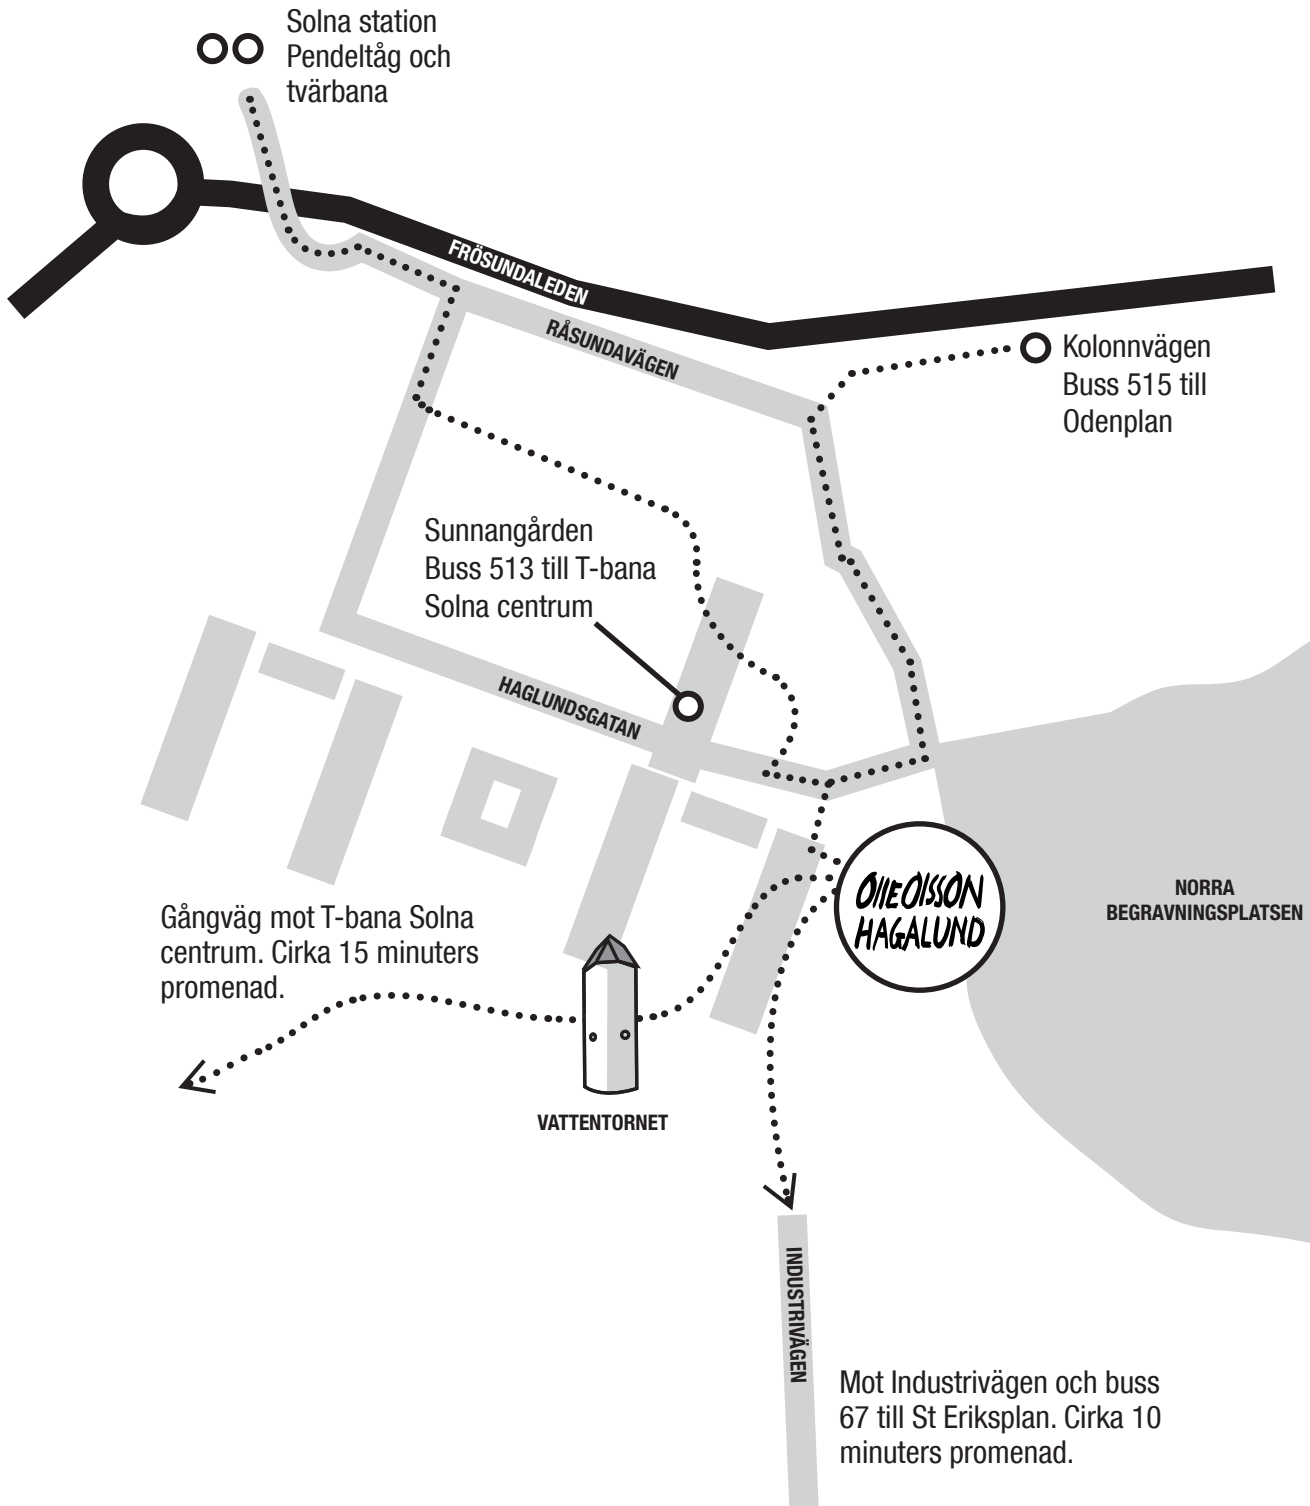 Solna station
Pendeltåg och
tvärbana
FRÖSUNDALEDEN
RÅSUNDAVÄGEN
Kolonnvägen
Buss 515 till
Odenplan
Sunnangården
Buss 513 till T-bana
Solna centrum
HAGLUNDSGATAN
OllE OlSSON
HAGALUND
NORRA
BEGRAVNINGSPLATSEN
Gångväg mot T-bana Solna
centrum. Cirka 15 minuters
promenad.
VATTENTORNET
INDUSTRIVÄGEN
Mot Industrivägen och buss
67 till St Eriksplan. Cirka 10
minuters promenad.